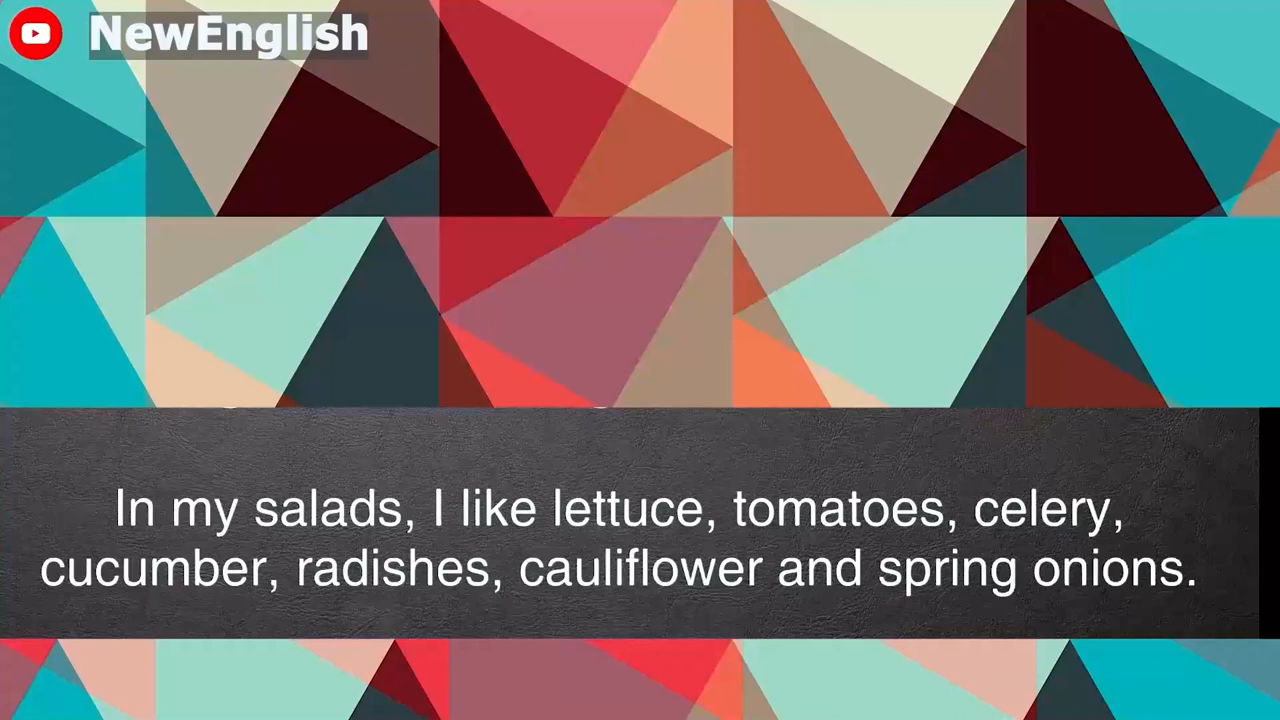 NewEnglish
In my salads, I like lettuce, tomatoes, celery,
cucumber, radishes, cauliflower and spring onions.